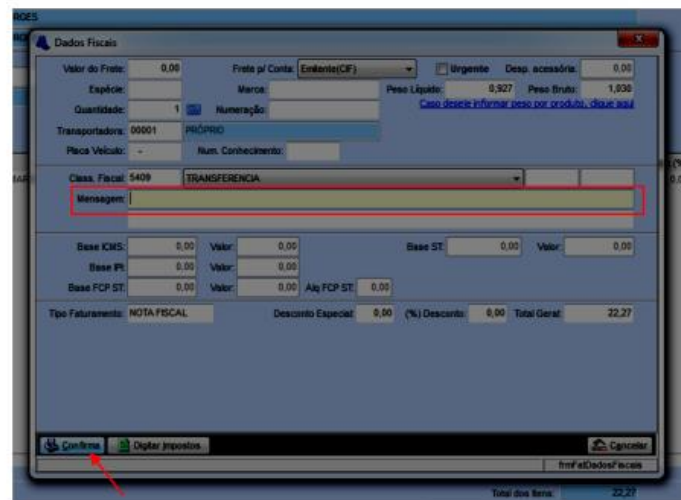 RGES
Dados Fiscais
Valor do Frete: 0,00 Frete p/ Conta: Emitente(CIF) Urgente Desp. acessória: 0,00
Espécie: Marca: Peso Líquido: 0,927 Peso Bruto: 1,030
Quantidade: 1 Numeração: Caso deseje informar peso por produto, clique aqui
Transportadora: 00001 PRÓPRIO
Placa Veículo: - Num. Conhecimento:
Class. Fiscal: 5409 TRANSFERENCIA
Mensagem:
Base ICMS: 0,00 Valor: 0,00 Base ST: 0,00 Valor: 0,00
Base IPI: 0,00 Valor: 0,00
Base FCP ST: 0,00 Valor: 0,00 Alq FCP ST: 0,00
Tipo Faturamento: NOTA FISCAL Desconto Especial: 0,00 (%) Desconto: 0,00 Total Geral: 22,27
Confirma Digitar Impostos Cancelar
frmFatDadosFiscais
Total dos Itens: 22,27